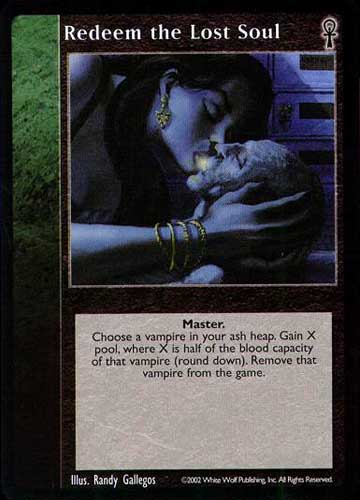 Redeem the Lost Soul
Master.
Choose a vampire in your ash heap. Gain X
pool, where X is half of the blood capacity
of that vampire (round down). Remove that
vampire from the game.
Illus. Randy Gallegos
©2002 White Wolf Publishing, Inc. All Rights Reserved.